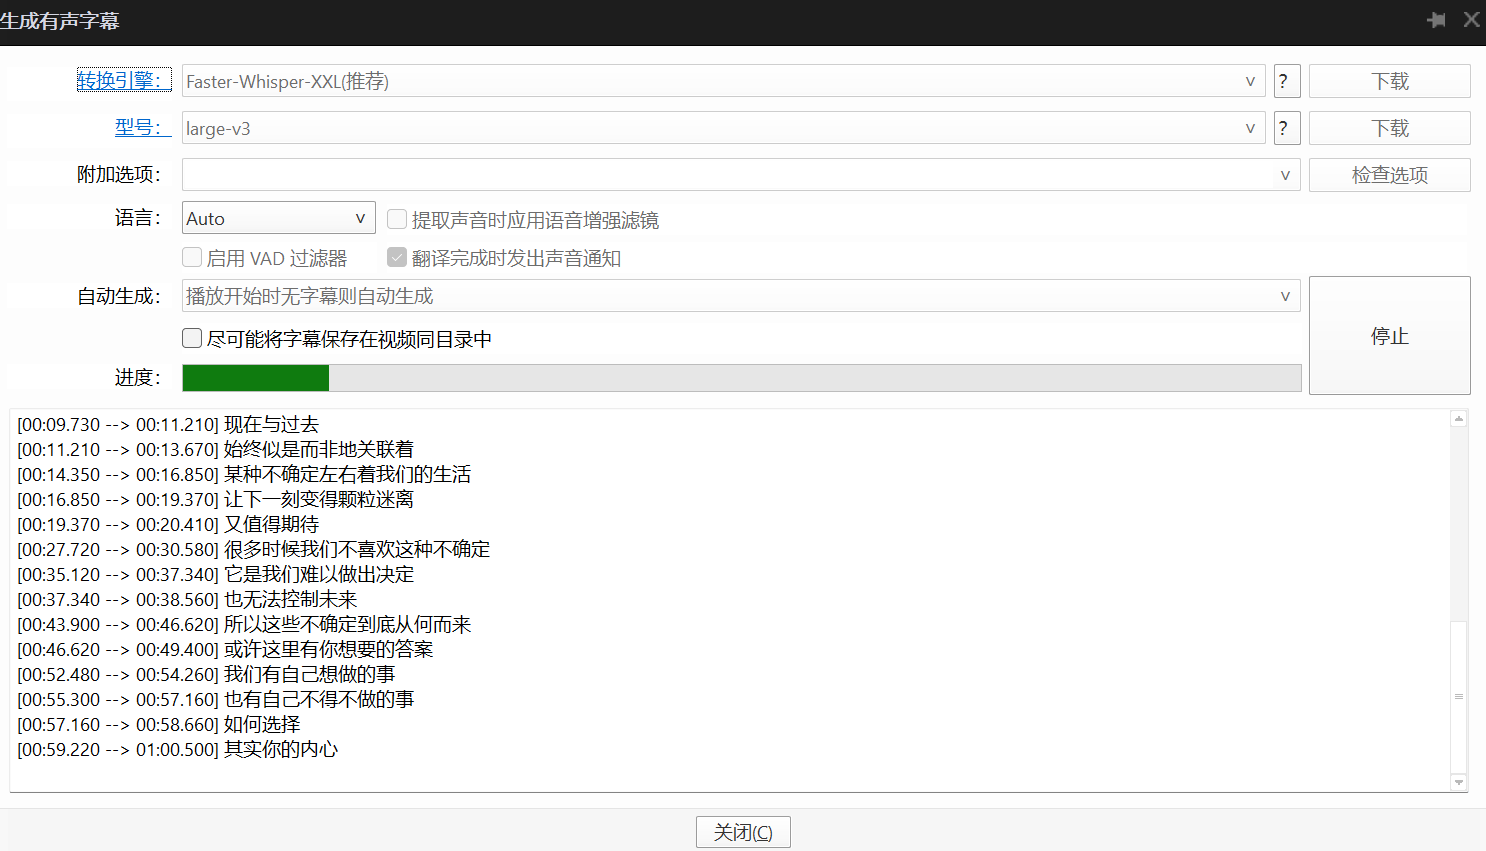 生成有声字幕
转换引擎： Faster-Whisper-XXL(推荐) ? 下载
型号： large-v3 ? 下载
附加选项： 检查选项
语言： Auto 提取声音时应用语音增强滤镜
启用 VAD 过滤器 翻译完成时发出声音通知
自动生成： 播放开始时无字幕则自动生成
尽可能将字幕保存在视频同目录中
停止
进度：
[00:09.730 --> 00:11.210] 现在与过去
[00:11.210 --> 00:13.670] 始终似是而非地关联着
[00:14.350 --> 00:16.850] 某种不确定左右着我们的生活
[00:16.850 --> 00:19.370] 让下一刻变得颗粒迷离
[00:19.370 --> 00:20.410] 又值得期待
[00:27.720 --> 00:30.580] 很多时候我们不喜欢这种不确定
[00:35.120 --> 00:37.340] 它是我们难以做出决定
[00:37.340 --> 00:38.560] 也无法控制未来
[00:43.900 --> 00:46.620] 所以这些不确定到底从何而来
[00:46.620 --> 00:49.400] 或许这里有你想要的答案
[00:52.480 --> 00:54.260] 我们有自己想做的事
[00:55.300 --> 00:57.160] 也有自己不得不做的事
[00:57.160 --> 00:58.660] 如何选择
[00:59.220 --> 01:00.500] 其实你的内心
关闭(C)